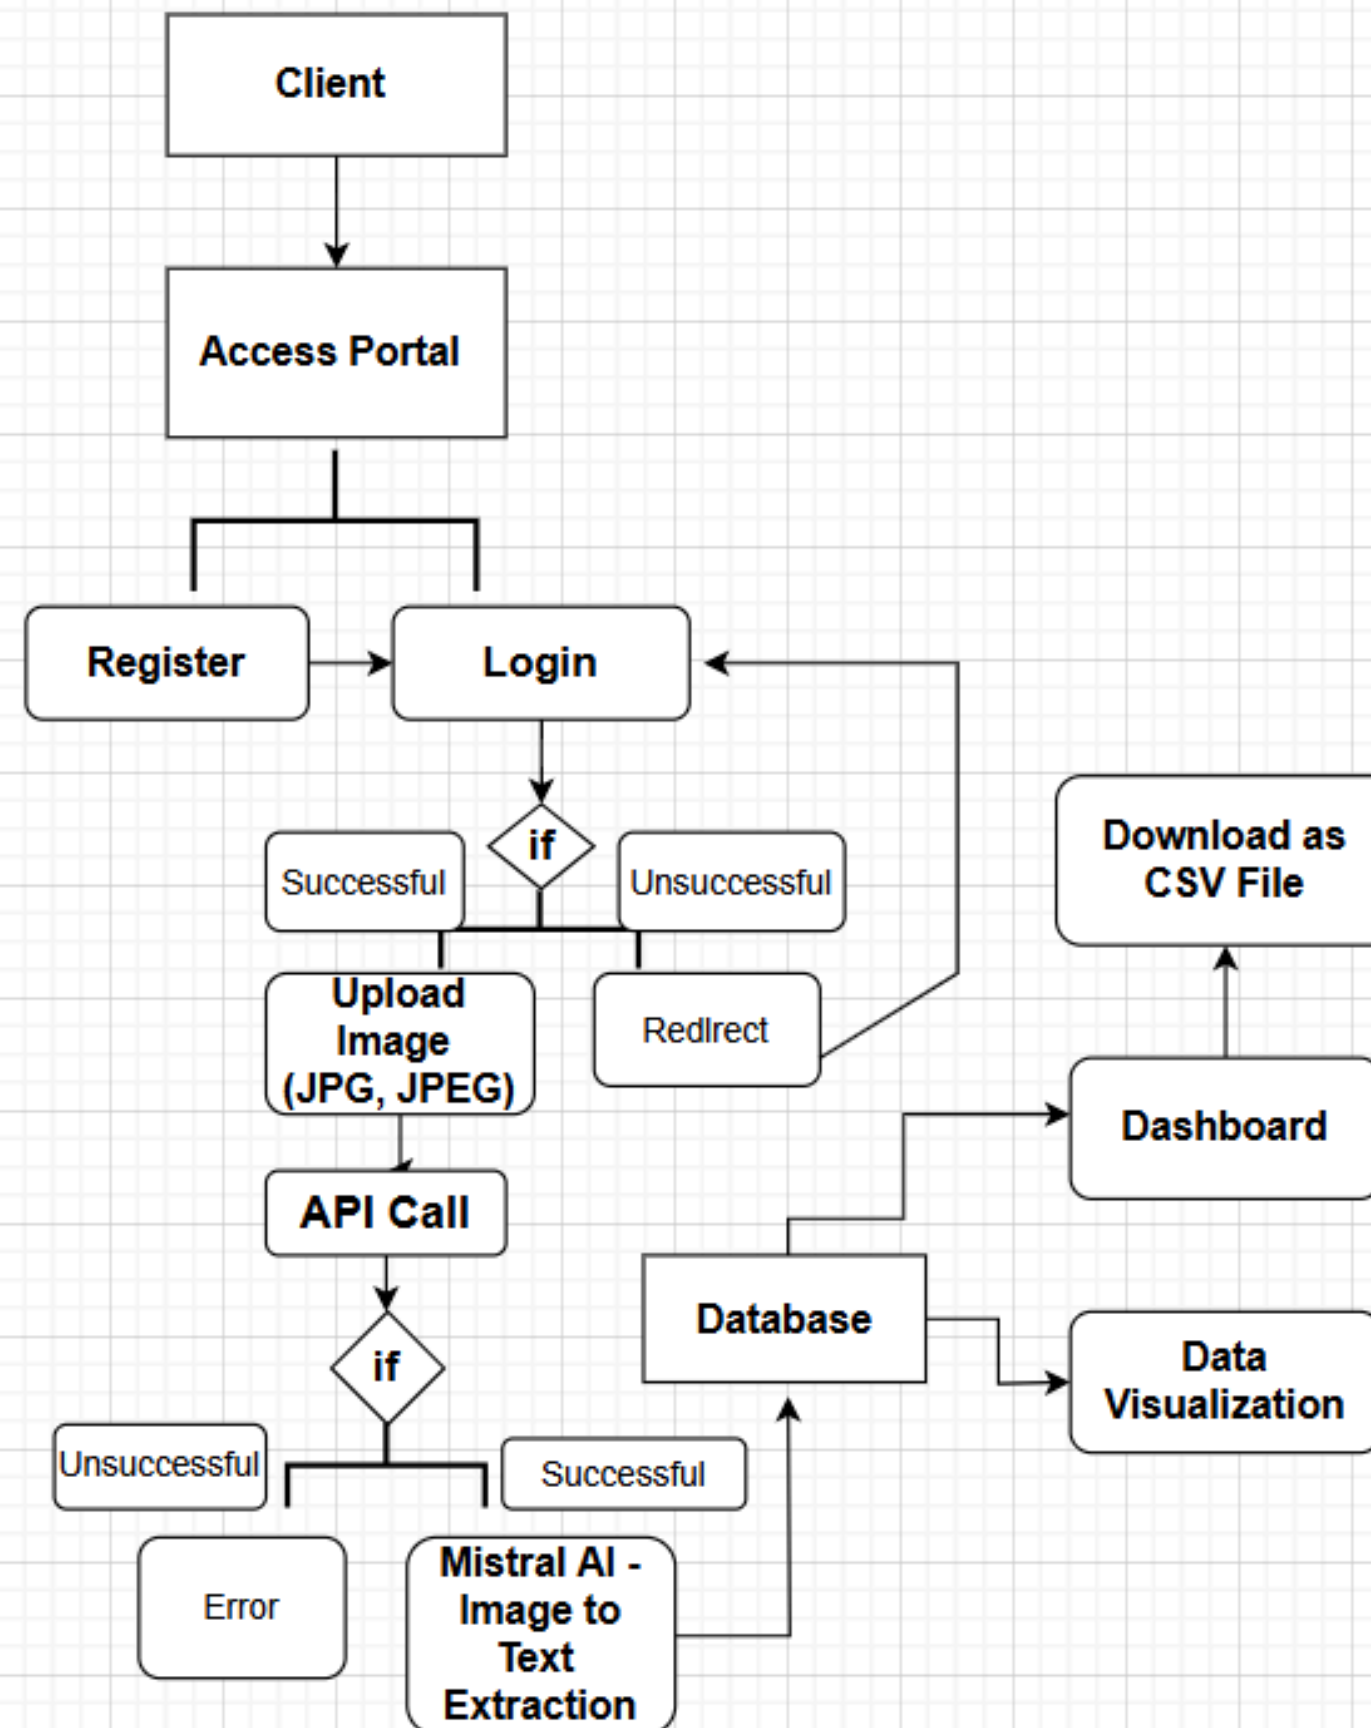 Client
Access Portal
Register
Login
if
Successful
Unsuccessful
Download as
CSV File
Upload
Image
(JPG, JPEG)
RedIrect
Dashboard
API Call
Database
if
Data
Visualization
Unsuccessful
Successful
Error
Mistral AI -
Image to
Text
Extraction